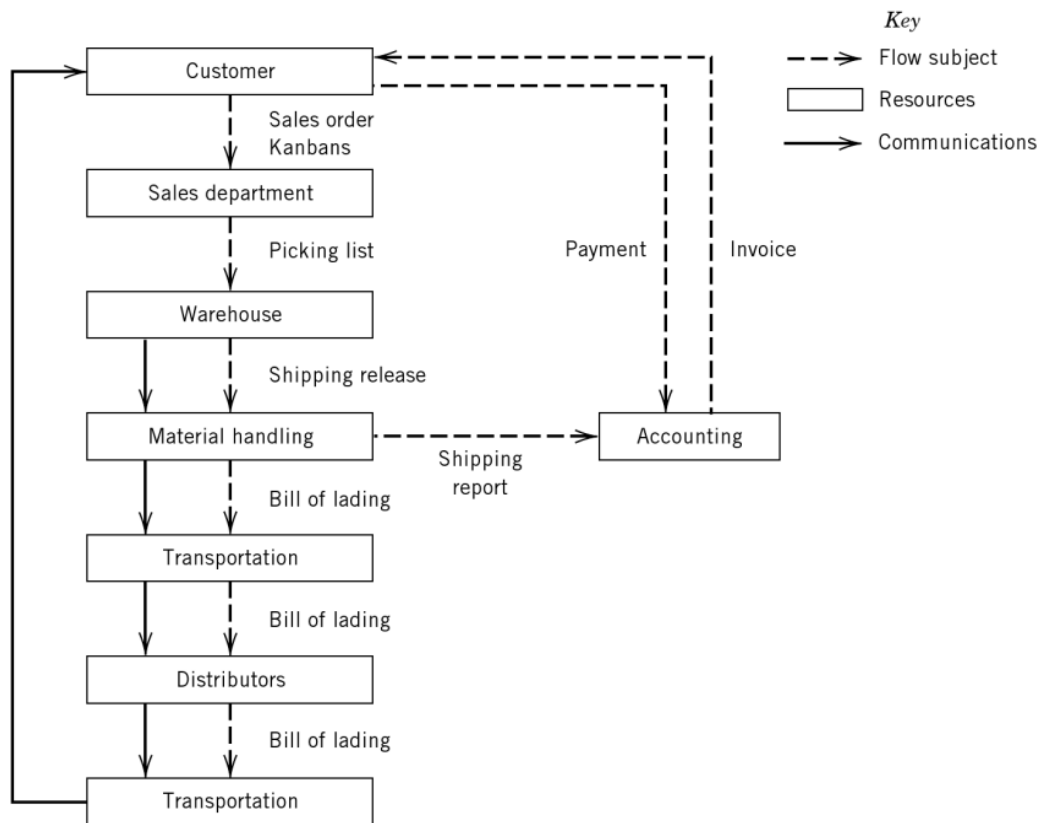 Key
Flow subject
Resources
Communications
Customer
Sales order
Kanbans
Sales department
Picking list
Payment
Invoice
Warehouse
Shipping release
Material handling
Accounting
Shipping
report
Bill of lading
Transportation
Bill of lading
Distributors
Bill of lading
Transportation